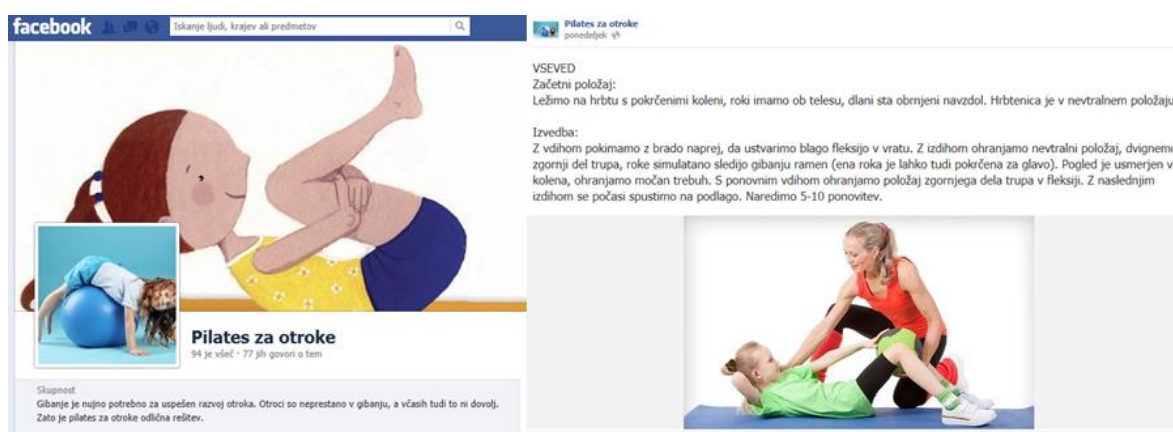 facebook
Iskanje ljudi, krajev ali predmetov
Pilates za otroke
94 je všeč · 77 jih govori o tem
Skupnost
Gibanje je nujno potrebno za uspešen razvoj otroka. Otroci so neprestano v gibanju, a včasih tudi to ni dovolj.
Zato je pilates za otroke odlična rešitev.
Pilates za otroke
ponedeljek
VSEVED
Začetni položaj:
Ležimo na hrbtu s pokrčenimi koleni, roki imamo ob telesu, dlani sta obrnjeni navzdol. Hrbtenica je v nevtralnem položaju
Izvedba:
Z vdihom pokimamo z brado naprej, da ustvarimo blago fleksijo v vratu. Z izdihom ohranjamo nevtralni položaj, dvignemo
zgornji del trupa, roke simulatano sledijo gibanju ramen (ena roka je lahko tudi pokrčena za glavo). Pogled je usmerjen v
kolena, ohranjamo močan trebuh. S ponovnim vdihom ohranjamo položaj zgornjega dela trupa v fleksiji. Z naslednjim
izdihom se počasi spustimo na podlago. Naredimo 5-10 ponovitev.